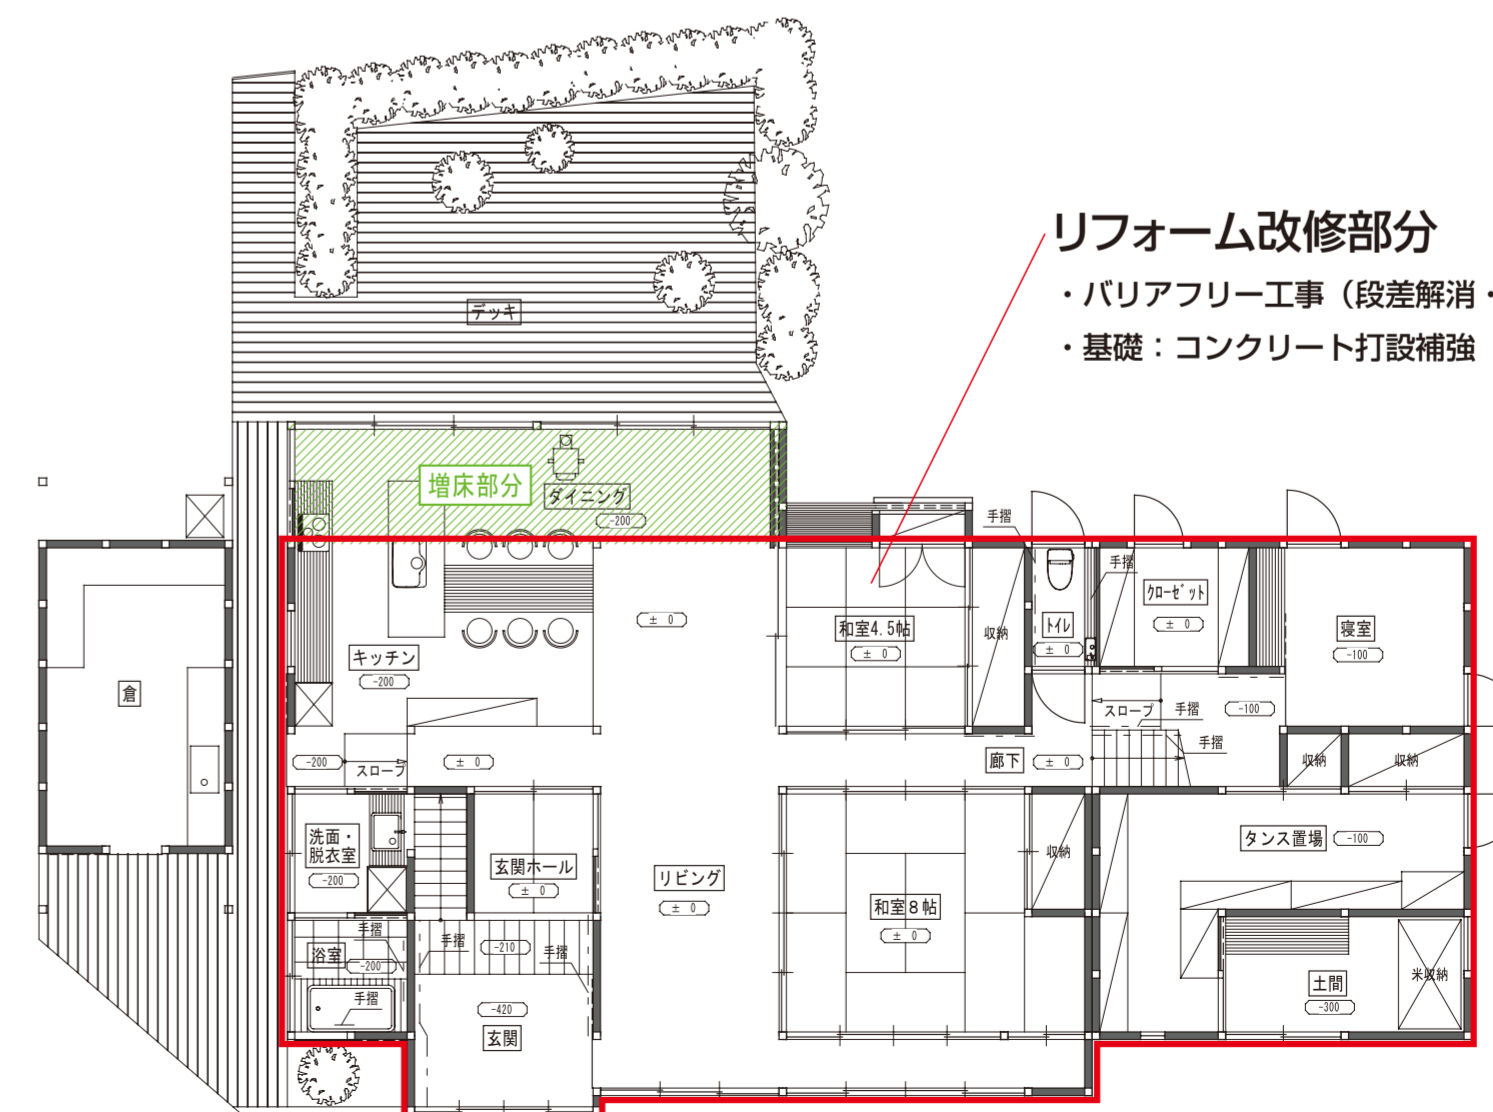 リフォーム改修部分
・バリアフリー工事（段差解消・
・基礎：コンクリート打設補強
デッキ
増床部分
ダイニング
-200
手摺
手摺
クローゼット
± 0
トイレ
± 0
和室4.5帖
± 0
収納
寝室
-100
± 0
キッチン
-200
倉
スロープ
手摺
-100
手摺
-200
スロープ
± 0
廊下
± 0
収納
収納
洗面・
脱衣室
-200
玄関ホール
± 0
リビング
± 0
和室8帖
± 0
収納
タンス置場
-100
手摺
浴室
-200
手摺
手摺
-210
手摺
-420
玄関
土間
-300
米収納